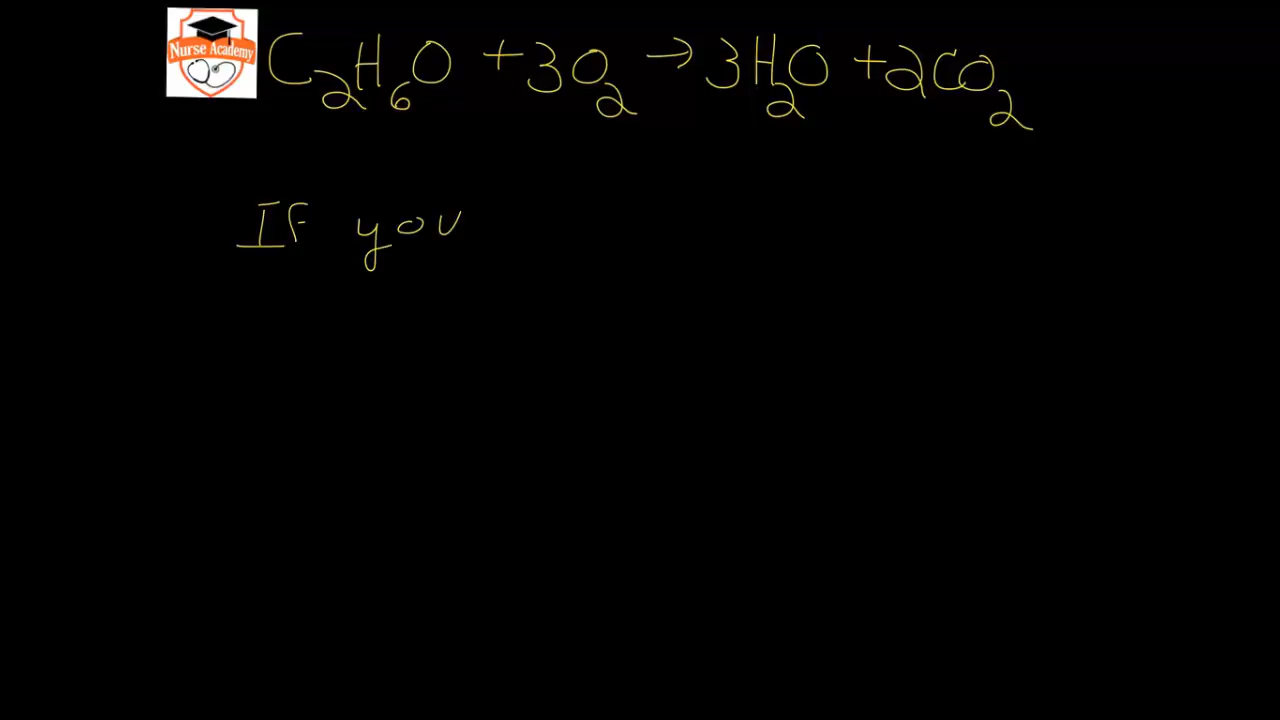 Nurse Academy
C₂H₆O + 3O₂ → 3H₂O + 2CO₂
If you